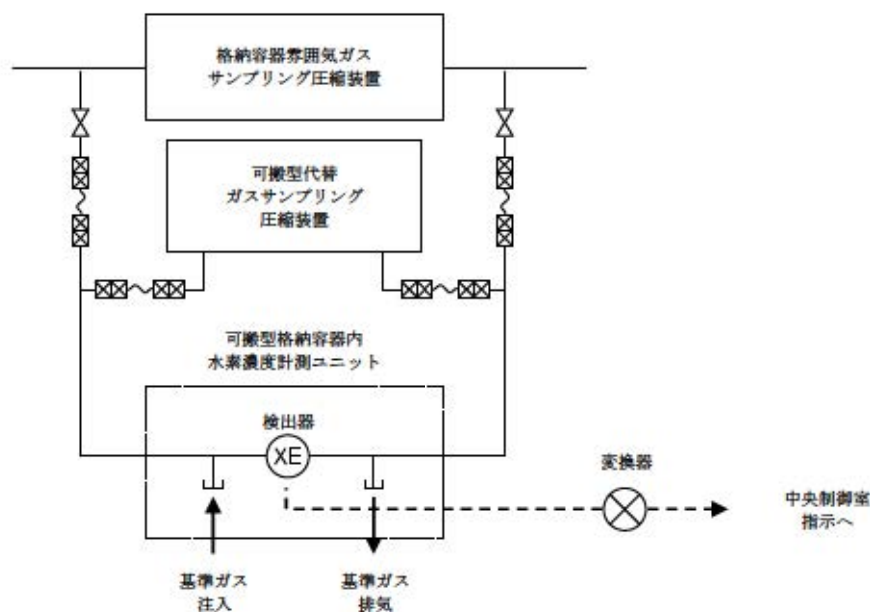 格納容器雰囲気ガス
サンプリング圧縮装置
可搬型代替
ガスサンプリング
圧縮装置
可搬型格納容器内
水素濃度計測ユニット
検出器
XE
変換器
中央制御室
指示へ
基準ガス
注入
基準ガス
排気